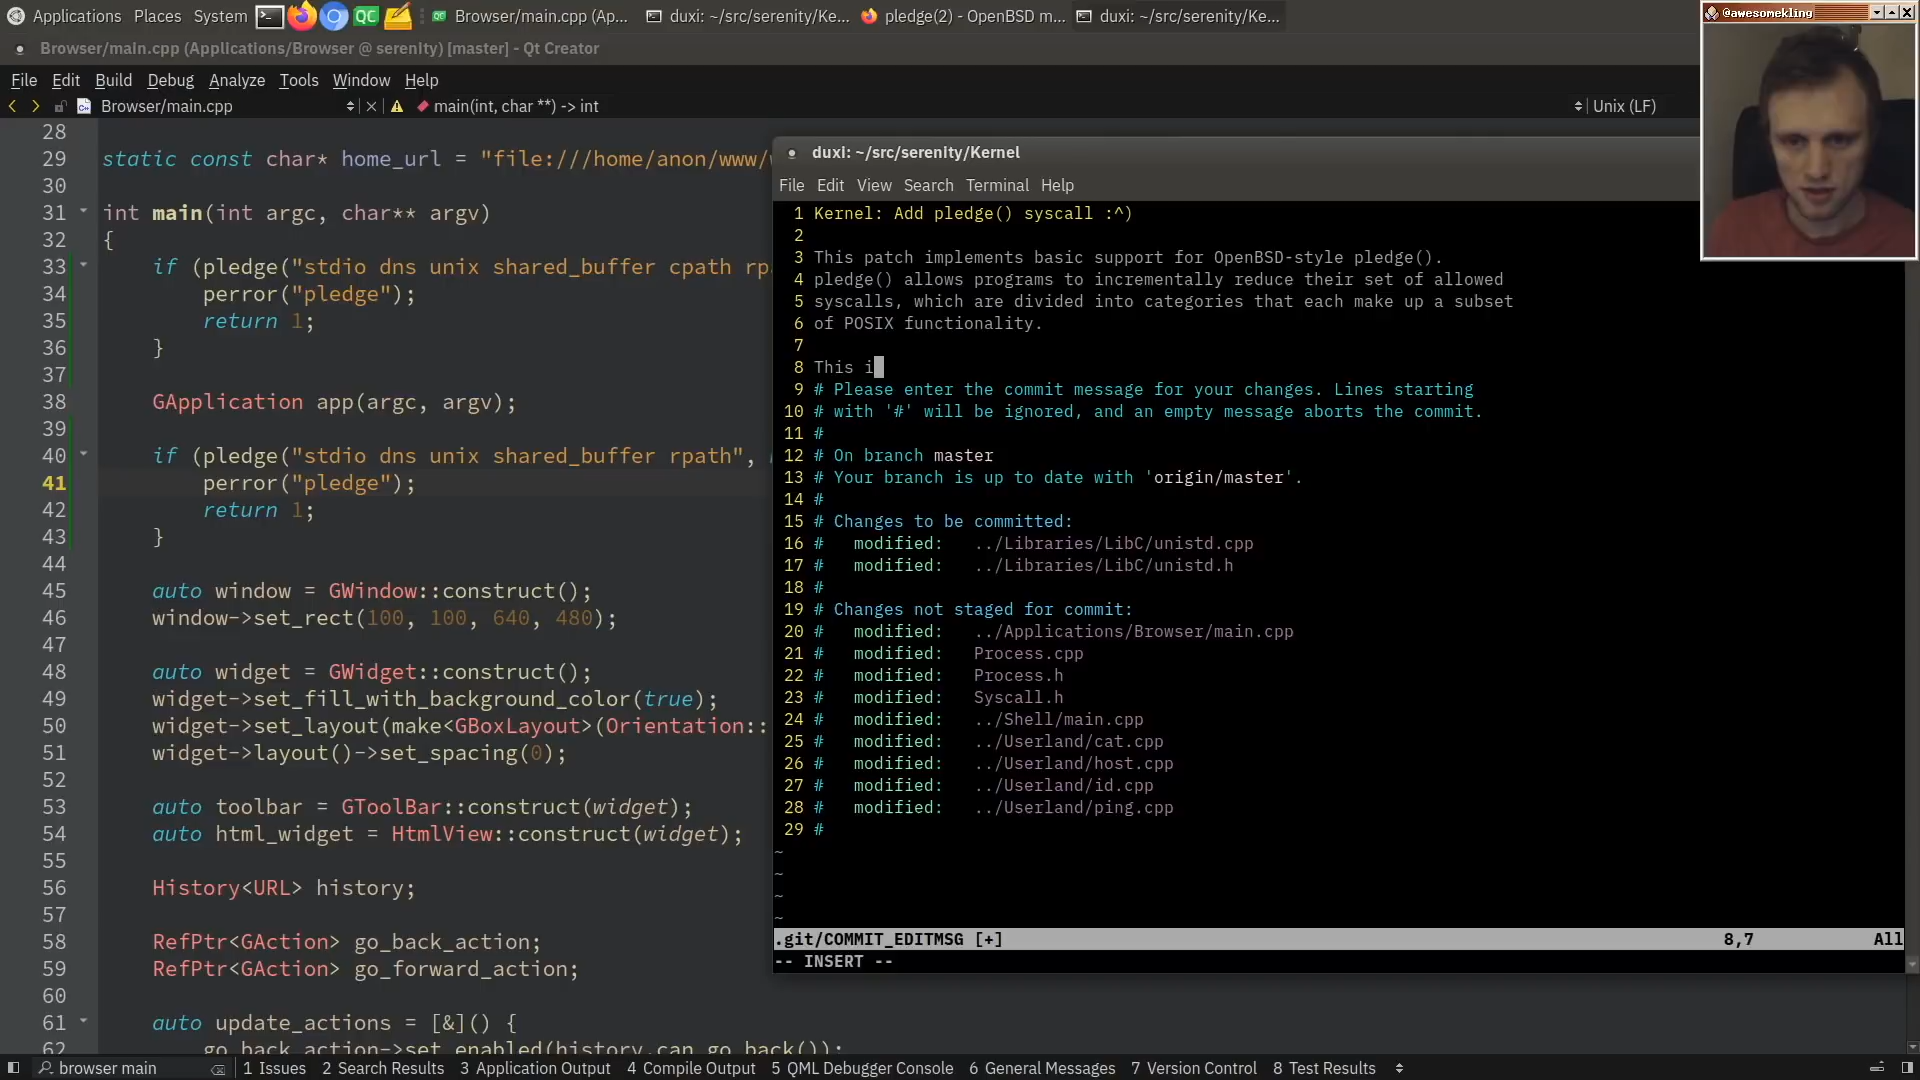 Applications Places System QC Browser/main.cpp (Ap... duxi: ~/src/serenity/Ke... pledge(2) - OpenBSD m... duxi: ~/src/serenity/Ke...
@awesomekling
Browser/main.cpp (Applications/Browser @ serenity) [master] - Qt Creator
File Edit Build Debug Analyze Tools Window Help
Browser/main.cpp main(int, char **) -> int Unix (LF)
28
29 static const char* home_url = "file:///home/anon/www/
30
31 int main(int argc, char** argv)
32 {
33 if (pledge("stdio dns unix shared_buffer cpath rp
34 perror("pledge");
35 return 1;
36 }
37
38 GApplication app(argc, argv);
39
40 if (pledge("stdio dns unix shared_buffer rpath",
41 perror("pledge");
42 return 1;
43 }
44
45 auto window = GWindow::construct();
46 window->set_rect(100, 100, 640, 480);
47
48 auto widget = GWidget::construct();
49 widget->set_fill_with_background_color(true);
50 widget->set_layout(make<GBoxLayout>(Orientation::
51 widget->layout()->set_spacing(0);
52
53 auto toolbar = GToolBar::construct(widget);
54 auto html_widget = HtmlView::construct(widget);
55
56 History<URL> history;
57
58 RefPtr<GAction> go_back_action;
59 RefPtr<GAction> go_forward_action;
60
61 auto update_actions = [&]() {
62 go_back_action->set_enabled(history.can_go_back());
duxi: ~/src/serenity/Kernel
File Edit View Search Terminal Help
1 Kernel: Add pledge() syscall :^)
2
3 This patch implements basic support for OpenBSD-style pledge().
4 pledge() allows programs to incrementally reduce their set of allowed
5 syscalls, which are divided into categories that each make up a subset
6 of POSIX functionality.
7
8 This i
9 # Please enter the commit message for your changes. Lines starting
10 # with '#' will be ignored, and an empty message aborts the commit.
11 #
12 # On branch master
13 # Your branch is up to date with 'origin/master'.
14 #
15 # Changes to be committed:
16 # modified: ../Libraries/LibC/unistd.cpp
17 # modified: ../Libraries/LibC/unistd.h
18 #
19 # Changes not staged for commit:
20 # modified: ../Applications/Browser/main.cpp
21 # modified: Process.cpp
22 # modified: Process.h
23 # modified: Syscall.h
24 # modified: ../Shell/main.cpp
25 # modified: ../Userland/cat.cpp
26 # modified: ../Userland/host.cpp
27 # modified: ../Userland/id.cpp
28 # modified: ../Userland/ping.cpp
29 #
~
~
~
~
.git/COMMIT_EDITMSG [+] 8,7 All
-- INSERT --
browser main 1 Issues 2 Search Results 3 Application Output 4 Compile Output 5 QML Debugger Console 6 General Messages 7 Version Control 8 Test Results